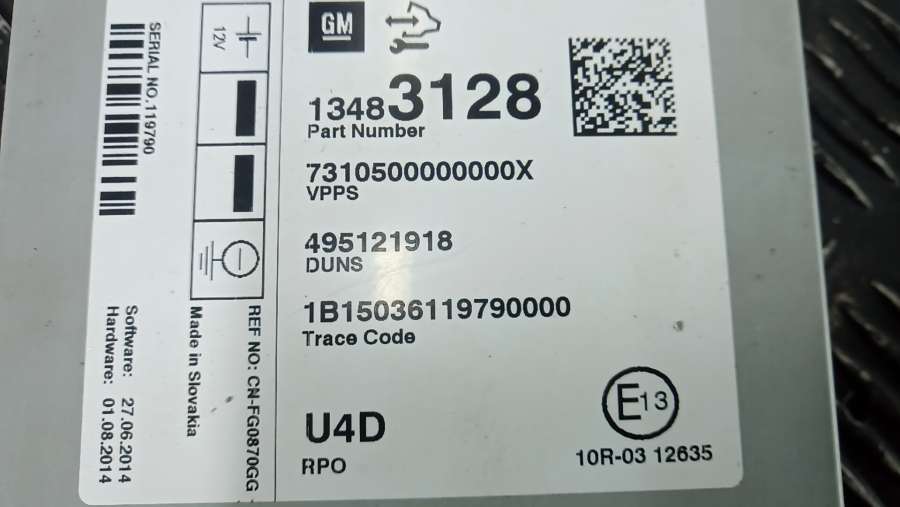 GM
13483128
Part Number
7310500000000X
VPPS
495121918
DUNS
1B15036119790000
Trace Code
U4D
RPO
E13
10R-03 12635
12V
SERIAL NO.119790
REF NO: CN-FG0870GG
Made in Slovakia
Software: 27.06.2014
Hardware: 01.08.2014